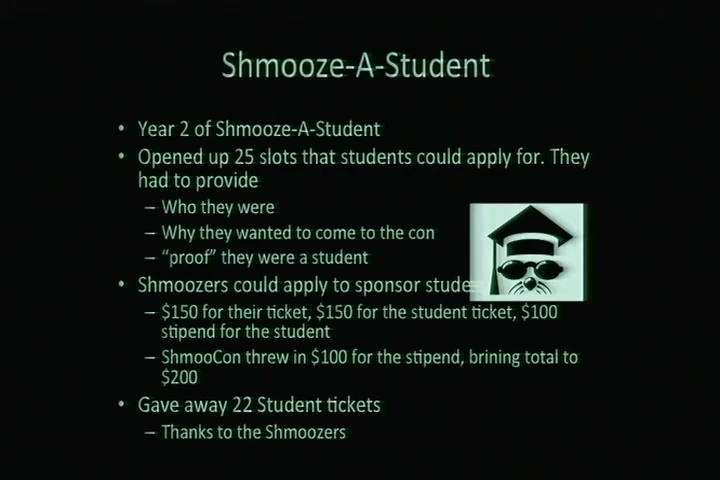 Shmooze-A-Student
• Year 2 of Shmooze-A-Student
• Opened up 25 slots that students could apply for. They
had to provide
– Who they were
– Why they wanted to come to the con
– “proof” they were a student
• Shmoozers could apply to sponsor
– $150 for their ticket, $150 for the student ticket, $100
stipend for the student
– ShmooCon threw in $100 for the stipend, brining total to
$200
• Gave away 22 Student tickets
– Thanks to the Shmoozers